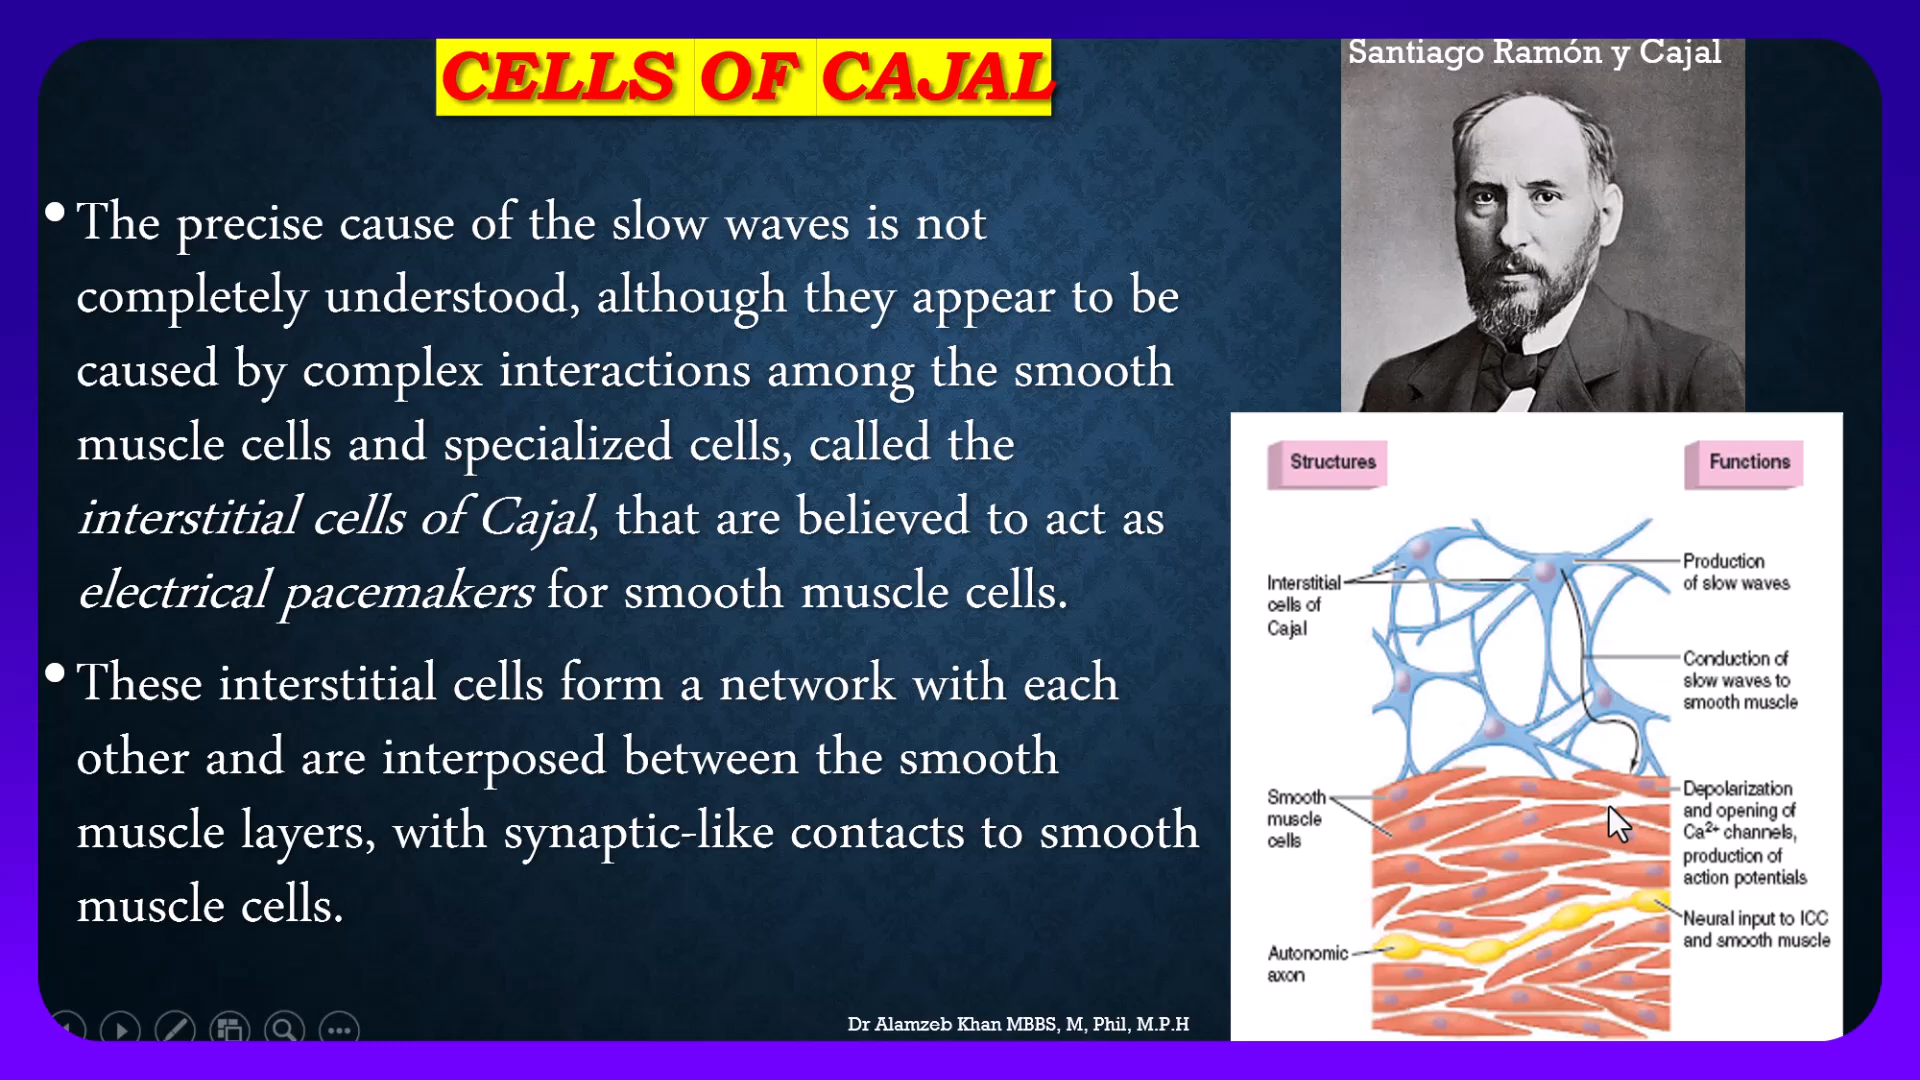 CELLS OF CAJAL
Santiago Ramón y Cajal
• The precise cause of the slow waves is not
completely understood, although they appear to be
caused by complex interactions among the smooth
muscle cells and specialized cells, called the
interstitial cells of Cajal, that are believed to act as
electrical pacemakers for smooth muscle cells.
• These interstitial cells form a network with each
other and are interposed between the smooth
muscle layers, with synaptic-like contacts to smooth
muscle cells.
Structures
Functions
Interstitial
cells of
Cajal
Production
of slow waves
Conduction of
slow waves to
smooth muscle
Smooth
muscle
cells
Depolarization
and opening of
Ca²⁺ channels,
production of
action potentials
Neural input to ICC
and smooth muscle
Autonomic
axon
Dr Alamzeb Khan MBBS, M, Phil, M.P.H